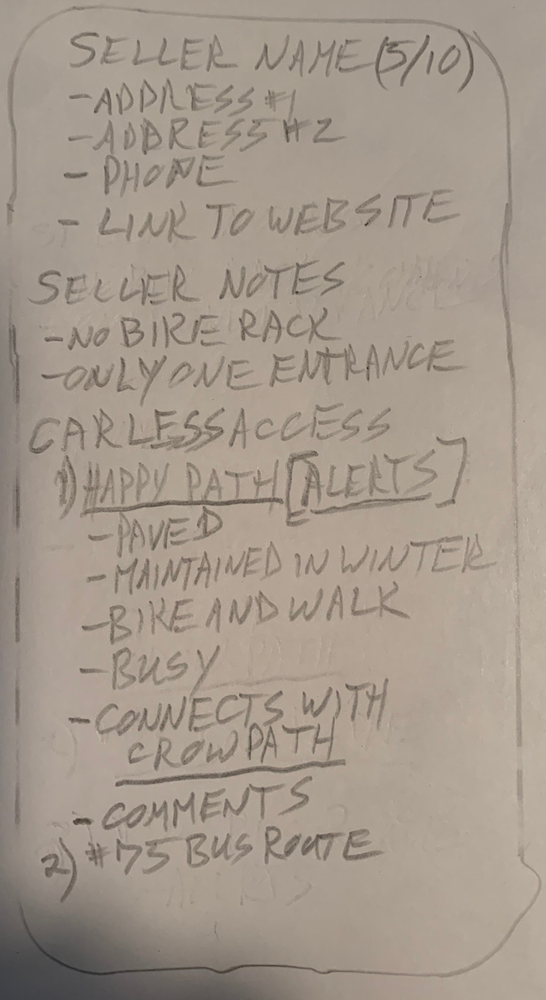 SELLER NAME (5/10)
- ADDRESS #1
- ADDRESS #2
- PHONE
- LINK TO WEBSITE
SELLER NOTES
- NO BIKE RACK
- ONLY ONE ENTRANCE
CARLESS ACCESS
1) HAPPY PATH [ALERTS]
- PAVED
- MAINTAINED IN WINTER
- BIKE AND WALK
- BUSY
- CONNECTS WITH
CROW PATH
- COMMENTS
2) #75 BUS ROUTE